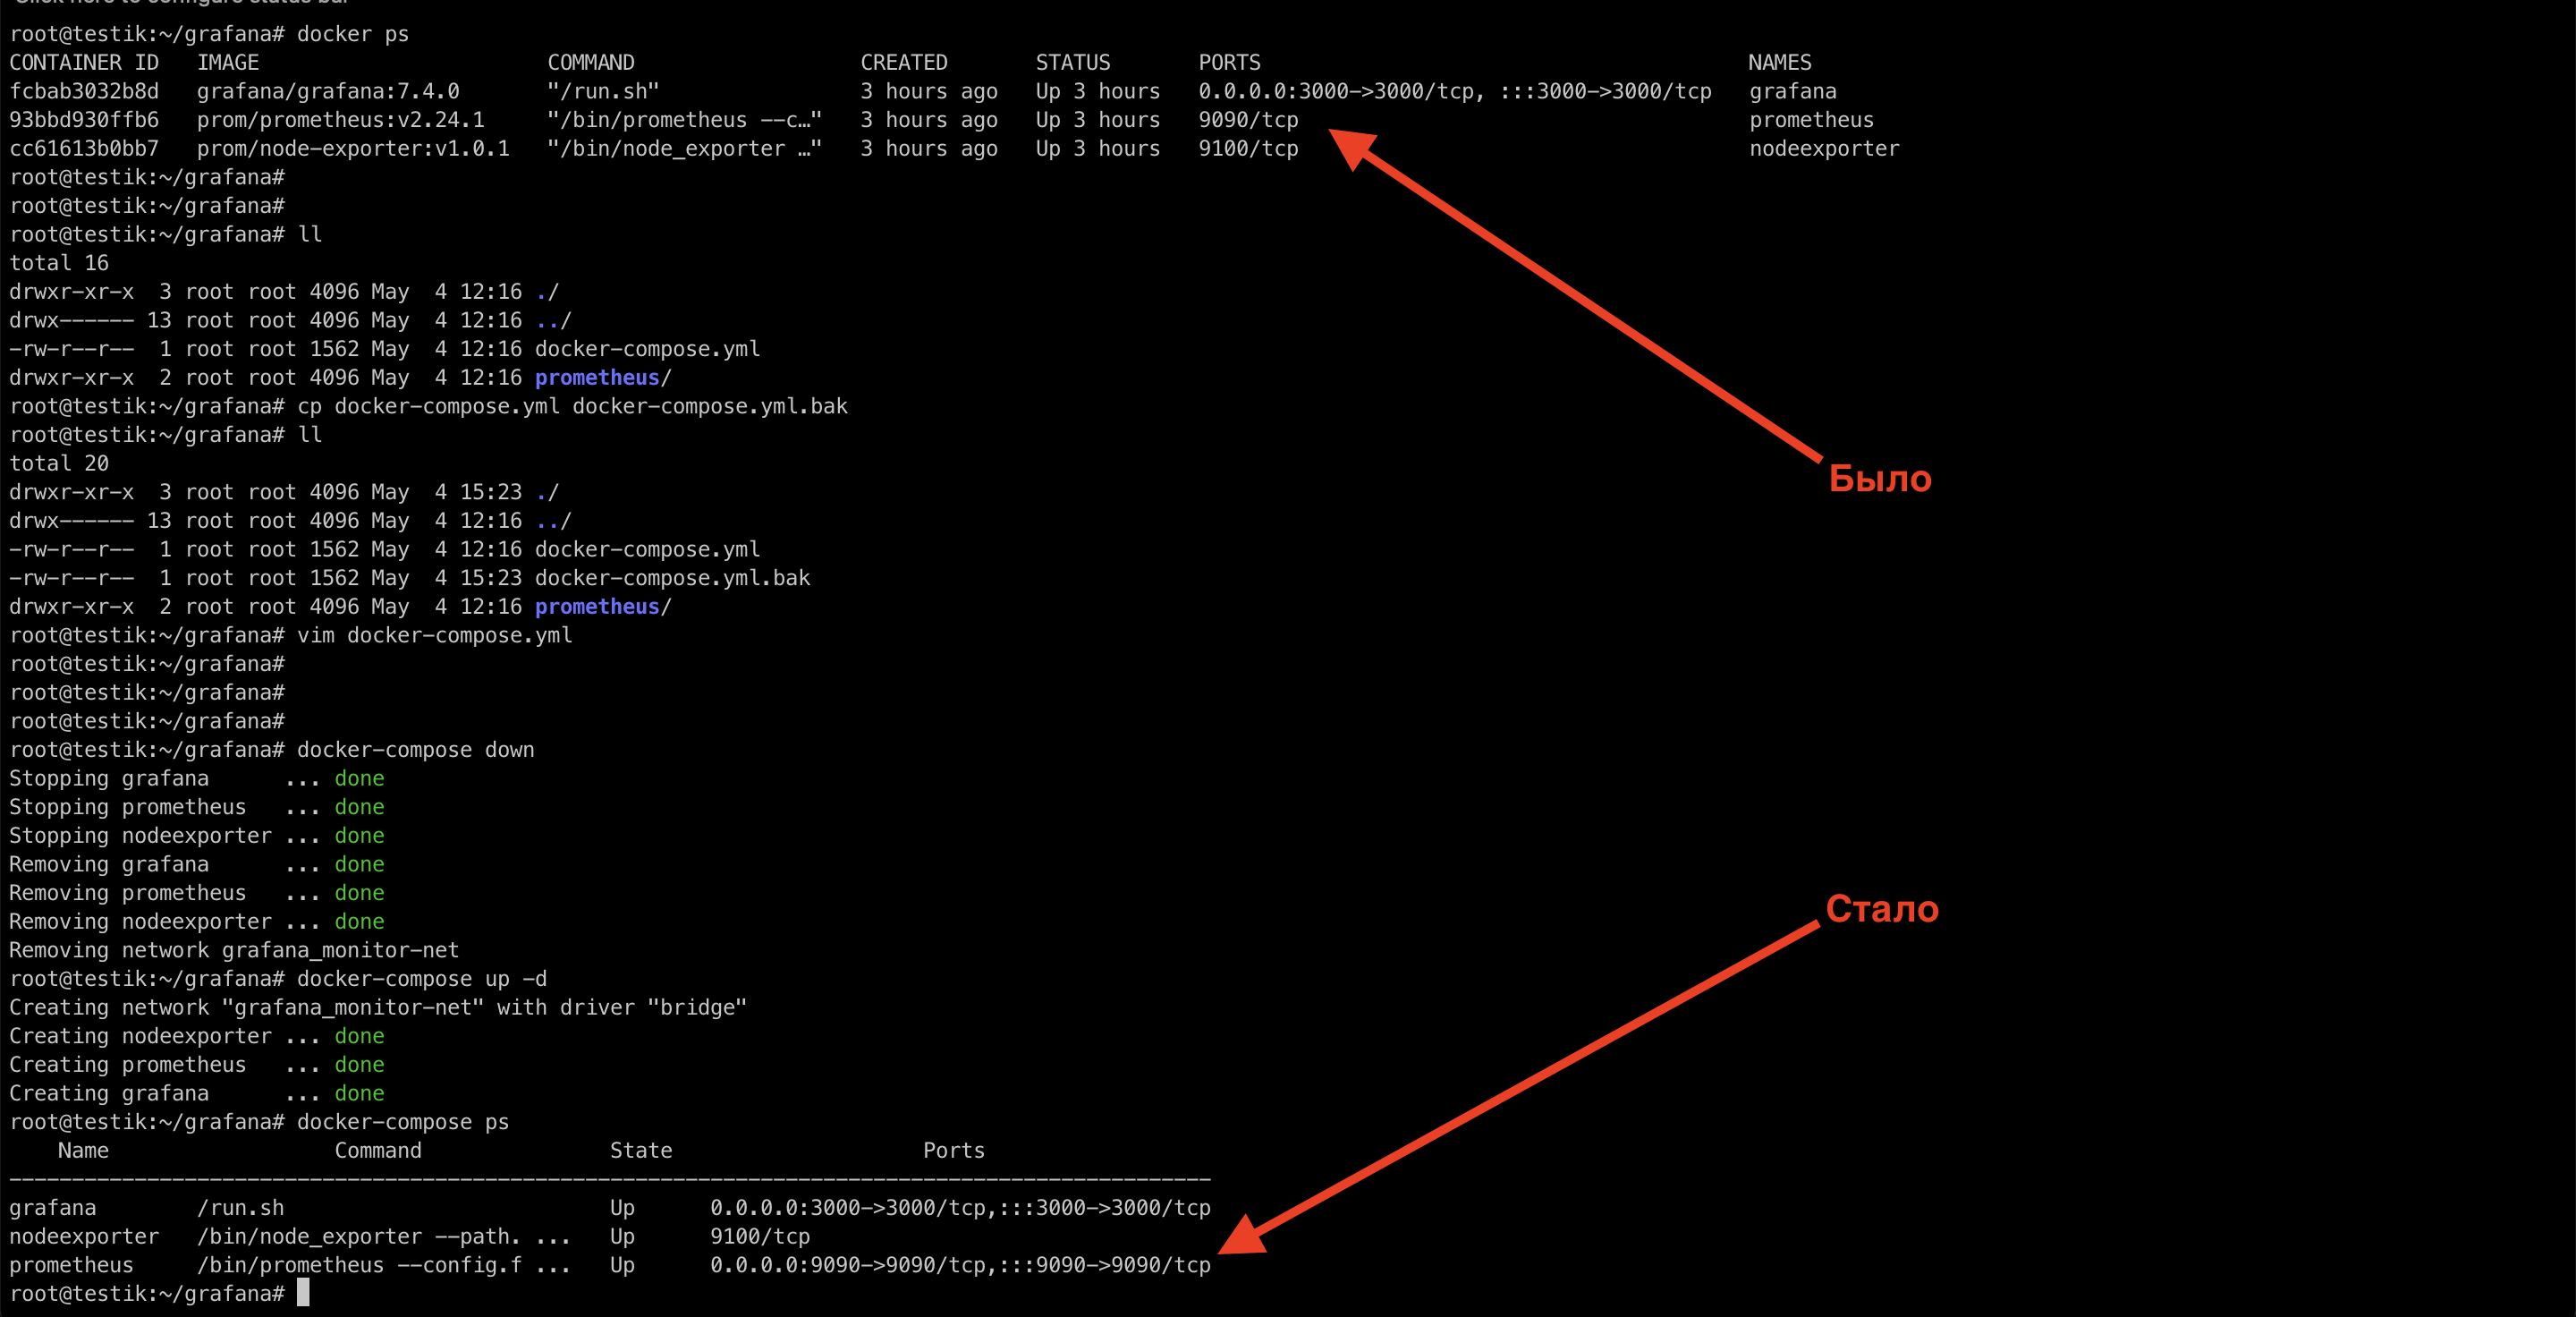 Click here to configure status bar
root@testik:~/grafana# docker ps
CONTAINER ID   IMAGE                       COMMAND                  CREATED       STATUS       PORTS                                       NAMES
fcbab3032b8d   grafana/grafana:7.4.0       "/run.sh"                3 hours ago   Up 3 hours   0.0.0.0:3000->3000/tcp, :::3000->3000/tcp   grafana
93bbd930ffb6   prom/prometheus:v2.24.1     "/bin/prometheus --c…"   3 hours ago   Up 3 hours   9090/tcp                                    prometheus
cc61613b0bb7   prom/node-exporter:v1.0.1   "/bin/node_exporter …"   3 hours ago   Up 3 hours   9100/tcp                                    nodeexporter
root@testik:~/grafana#
root@testik:~/grafana#
root@testik:~/grafana# ll
total 16
drwxr-xr-x  3 root root 4096 May  4 12:16 ./
drwx------ 13 root root 4096 May  4 12:16 ../
-rw-r--r--  1 root root 1562 May  4 12:16 docker-compose.yml
drwxr-xr-x  2 root root 4096 May  4 12:16 prometheus/
root@testik:~/grafana# cp docker-compose.yml docker-compose.yml.bak
root@testik:~/grafana# ll
total 20
drwxr-xr-x  3 root root 4096 May  4 15:23 ./
Было
drwx------ 13 root root 4096 May  4 12:16 ../
-rw-r--r--  1 root root 1562 May  4 12:16 docker-compose.yml
-rw-r--r--  1 root root 1562 May  4 15:23 docker-compose.yml.bak
drwxr-xr-x  2 root root 4096 May  4 12:16 prometheus/
root@testik:~/grafana# vim docker-compose.yml
root@testik:~/grafana#
root@testik:~/grafana#
root@testik:~/grafana#
root@testik:~/grafana# docker-compose down
Stopping grafana      ... done
Stopping prometheus   ... done
Stopping nodeexporter ... done
Removing grafana      ... done
Removing prometheus   ... done
Removing nodeexporter ... done
Стало
Removing network grafana_monitor-net
root@testik:~/grafana# docker-compose up -d
Creating network "grafana_monitor-net" with driver "bridge"
Creating nodeexporter ... done
Creating prometheus   ... done
Creating grafana      ... done
root@testik:~/grafana# docker-compose ps
    Name                  Command               State                    Ports
------------------------------------------------------------------------------------------------
grafana        /run.sh                          Up      0.0.0.0:3000->3000/tcp,:::3000->3000/tcp
nodeexporter   /bin/node_exporter --path. ...   Up      9100/tcp
prometheus     /bin/prometheus --config.f ...   Up      0.0.0.0:9090->9090/tcp,:::9090->9090/tcp
root@testik:~/grafana#